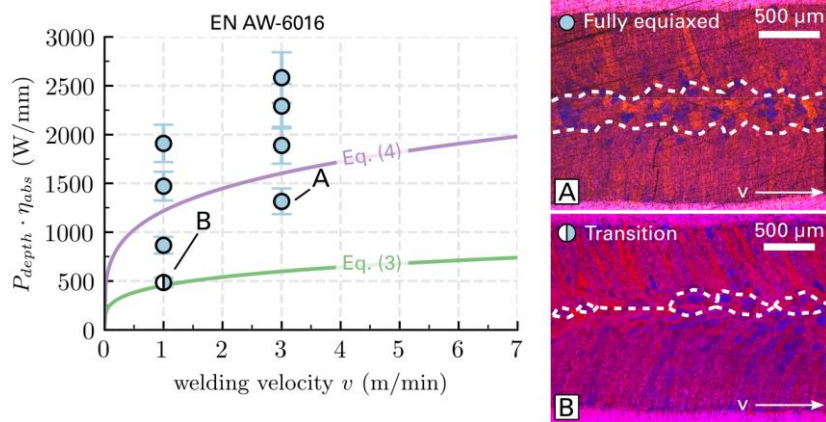 EN AW-6016
3000
2500
2000
1500
1000
500
0
P_depth · η_abs (W/mm)
Eq. (4)
A
B
Eq. (3)
0 1 2 3 4 5 6 7
welding velocity v (m/min)
Fully equiaxed
500 µm
A
v
Transition
500 µm
B
v